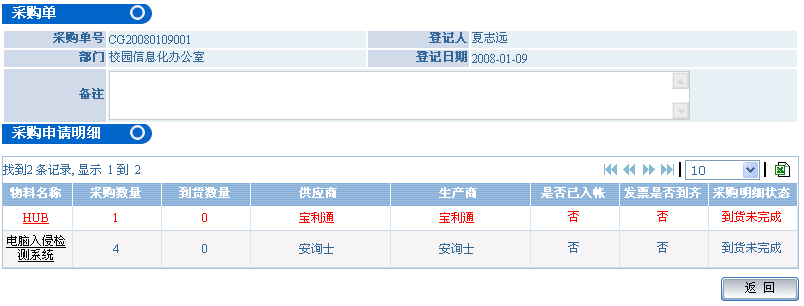 采购单
采购单号 CG20080109001 登记人 夏志远
部门 校园信息化办公室 登记日期 2008-01-09
备注
采购申请明细
找到2 条记录, 显示 1 到 2 10
物料名称 采购数量 到货数量 供应商 生产商 是否已入帐 发票是否到齐 采购明细状态
HUB 1 0 宝利通 宝利通 否 否 到货未完成
电脑入侵检
测系统 4 0 安询士 安询士 否 否 到货未完成
返 回